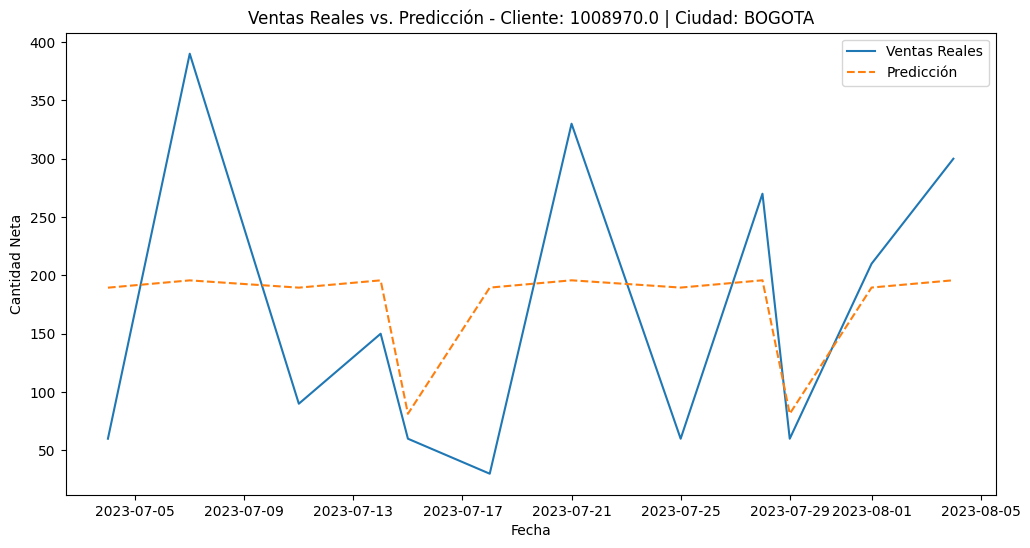 Ventas Reales vs. Predicción - Cliente: 1008970.0 | Ciudad: BOGOTA
Ventas Reales
Predicción
Cantidad Neta
400
350
300
250
200
150
100
50
2023-07-05 2023-07-09 2023-07-13 2023-07-17 2023-07-21 2023-07-25 2023-07-29 2023-08-01 2023-08-05
Fecha